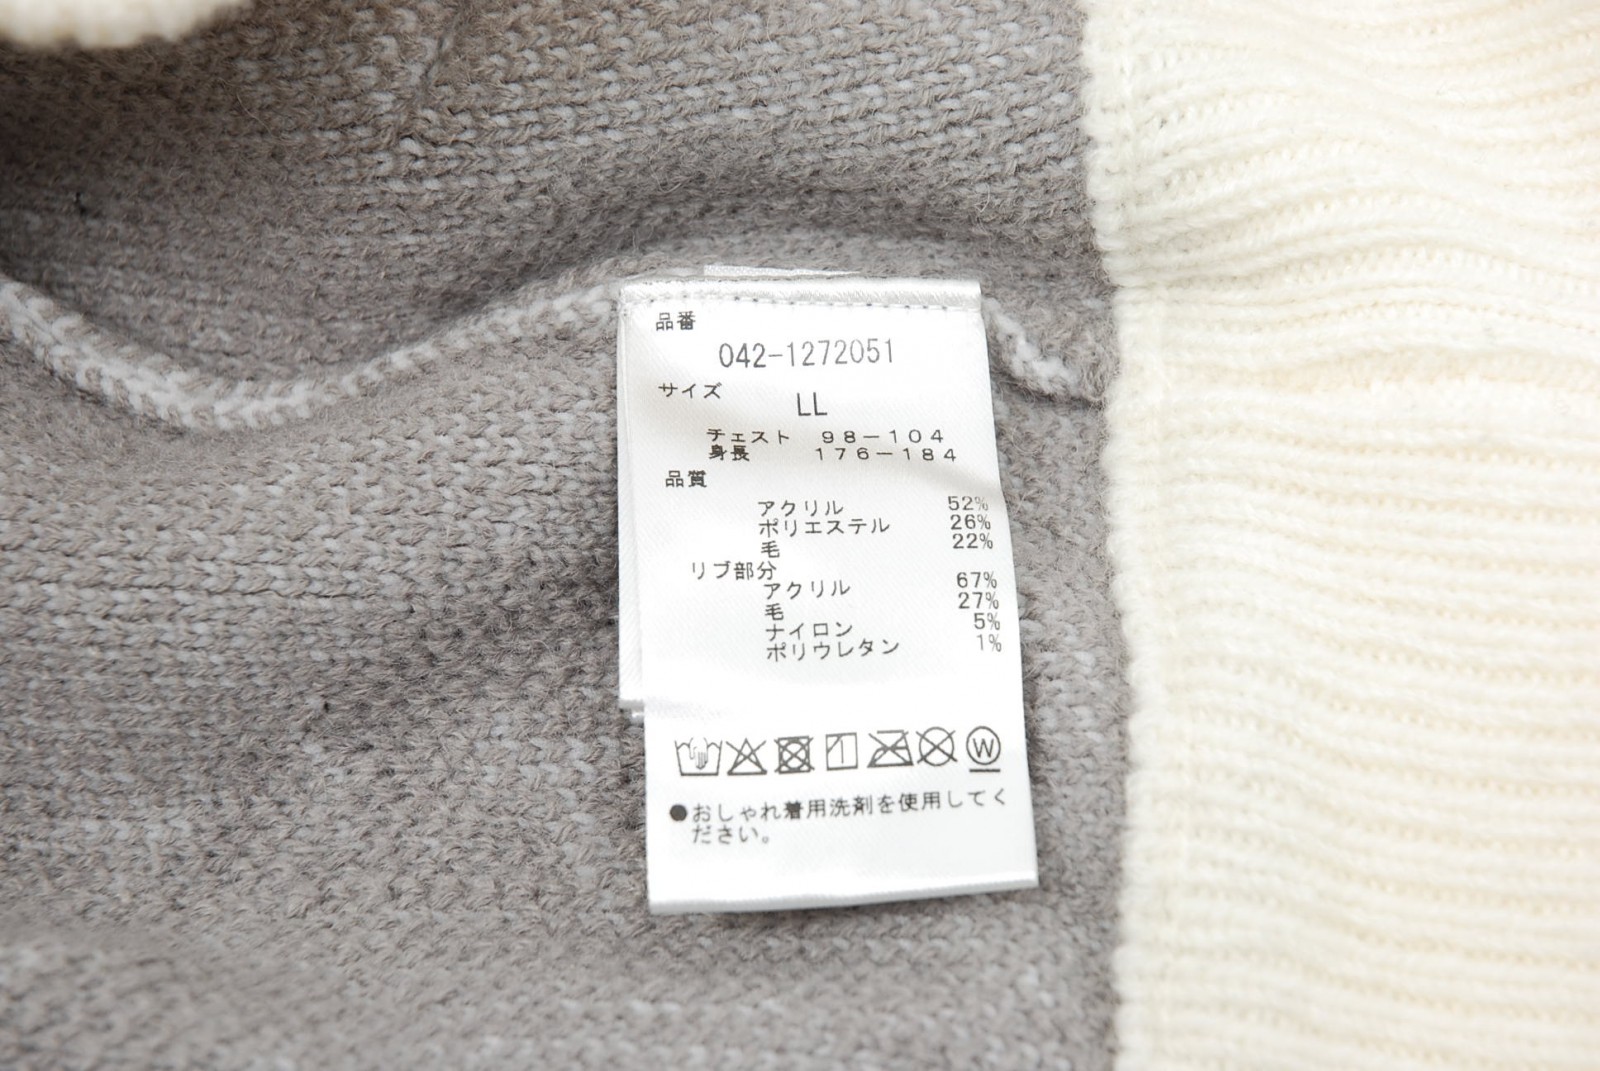 品番
042-1272051
サイズ
LL
チェスト 98-104
身長 176-184
品質
アクリル 52%
ポリエステル 26%
毛 22%
リブ部分
アクリル 67%
毛 27%
ナイロン 5%
ポリウレタン 1%
W
●おしゃれ着用洗剤を使用してく
ださい。